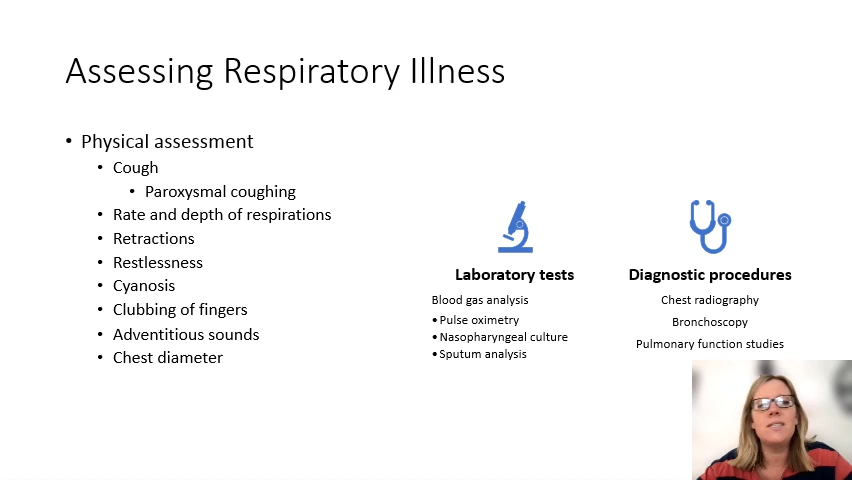 Assessing Respiratory Illness
• Physical assessment
• Cough
• Paroxysmal coughing
• Rate and depth of respirations
• Retractions
• Restlessness
• Cyanosis
• Clubbing of fingers
• Adventitious sounds
• Chest diameter
Laboratory tests
Blood gas analysis
• Pulse oximetry
• Nasopharyngeal culture
• Sputum analysis
Diagnostic procedures
Chest radiography
Bronchoscopy
Pulmonary function studies